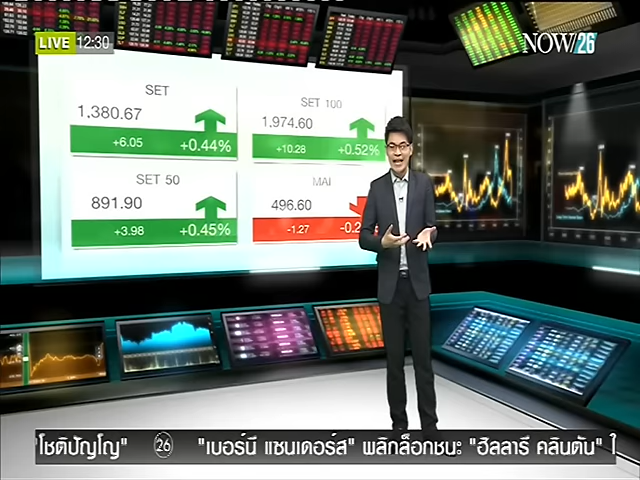 LIVE 12:30
NOW/26
SET
1,380.67
+6.05 +0.44%
SET 100
1,974.60
+10.28 +0.52%
SET 50
891.90
+3.98 +0.45%
MAI
496.60
-1.27
"โชติปัญโญ" 26 "เบอร์นี แซนเดอร์ส" พลิกล็อกชนะ "ฮิลลารี คลินตัน" ใ